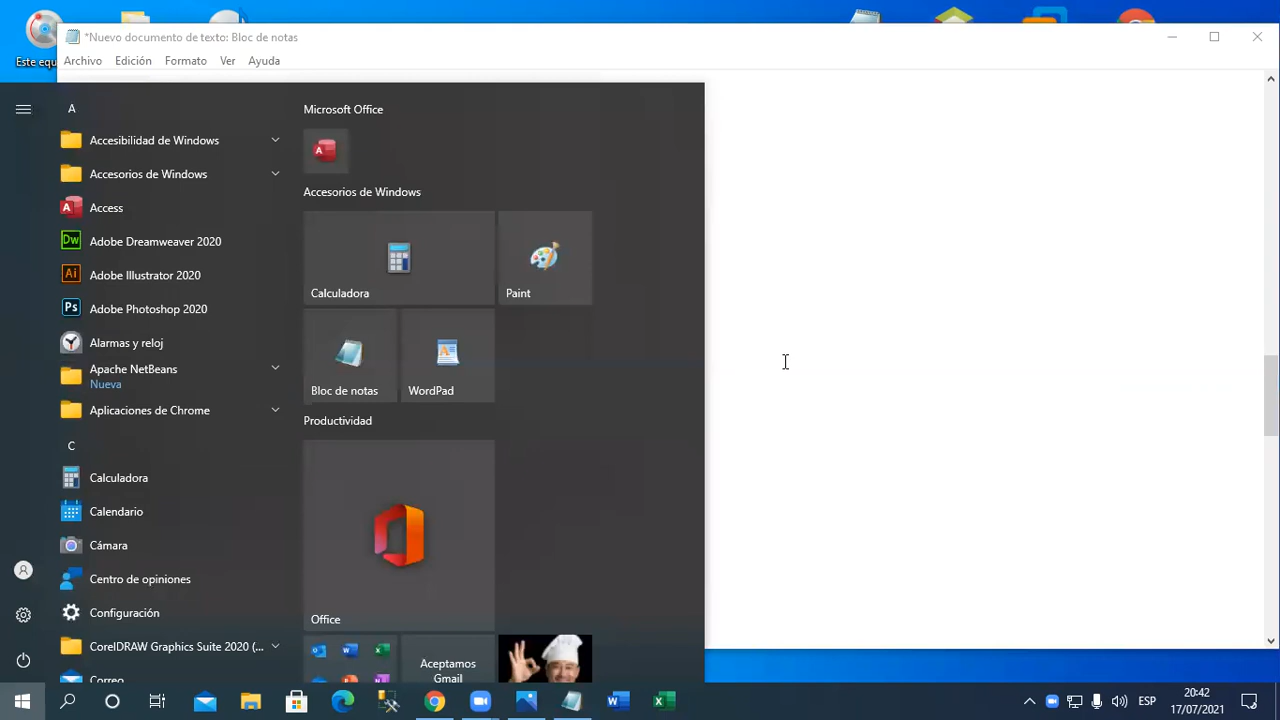 *Nuevo documento de texto: Bloc de notas
Este equ
Archivo Edición Formato Ver Ayuda
A
Accesibilidad de Windows
Accesorios de Windows
Access
Dw Adobe Dreamweaver 2020
Ai Adobe Illustrator 2020
Ps Adobe Photoshop 2020
Alarmas y reloj
Apache NetBeans
Nueva
Aplicaciones de Chrome
C
Calculadora
Calendario
Cámara
Centro de opiniones
Configuración
CorelDRAW Graphics Suite 2020 (...
Correo
Microsoft Office
A
Accesorios de Windows
Calculadora
Paint
Bloc de notas
WordPad
Productividad
Office
Aceptamos
Gmail
ESP
20:42
17/07/2021